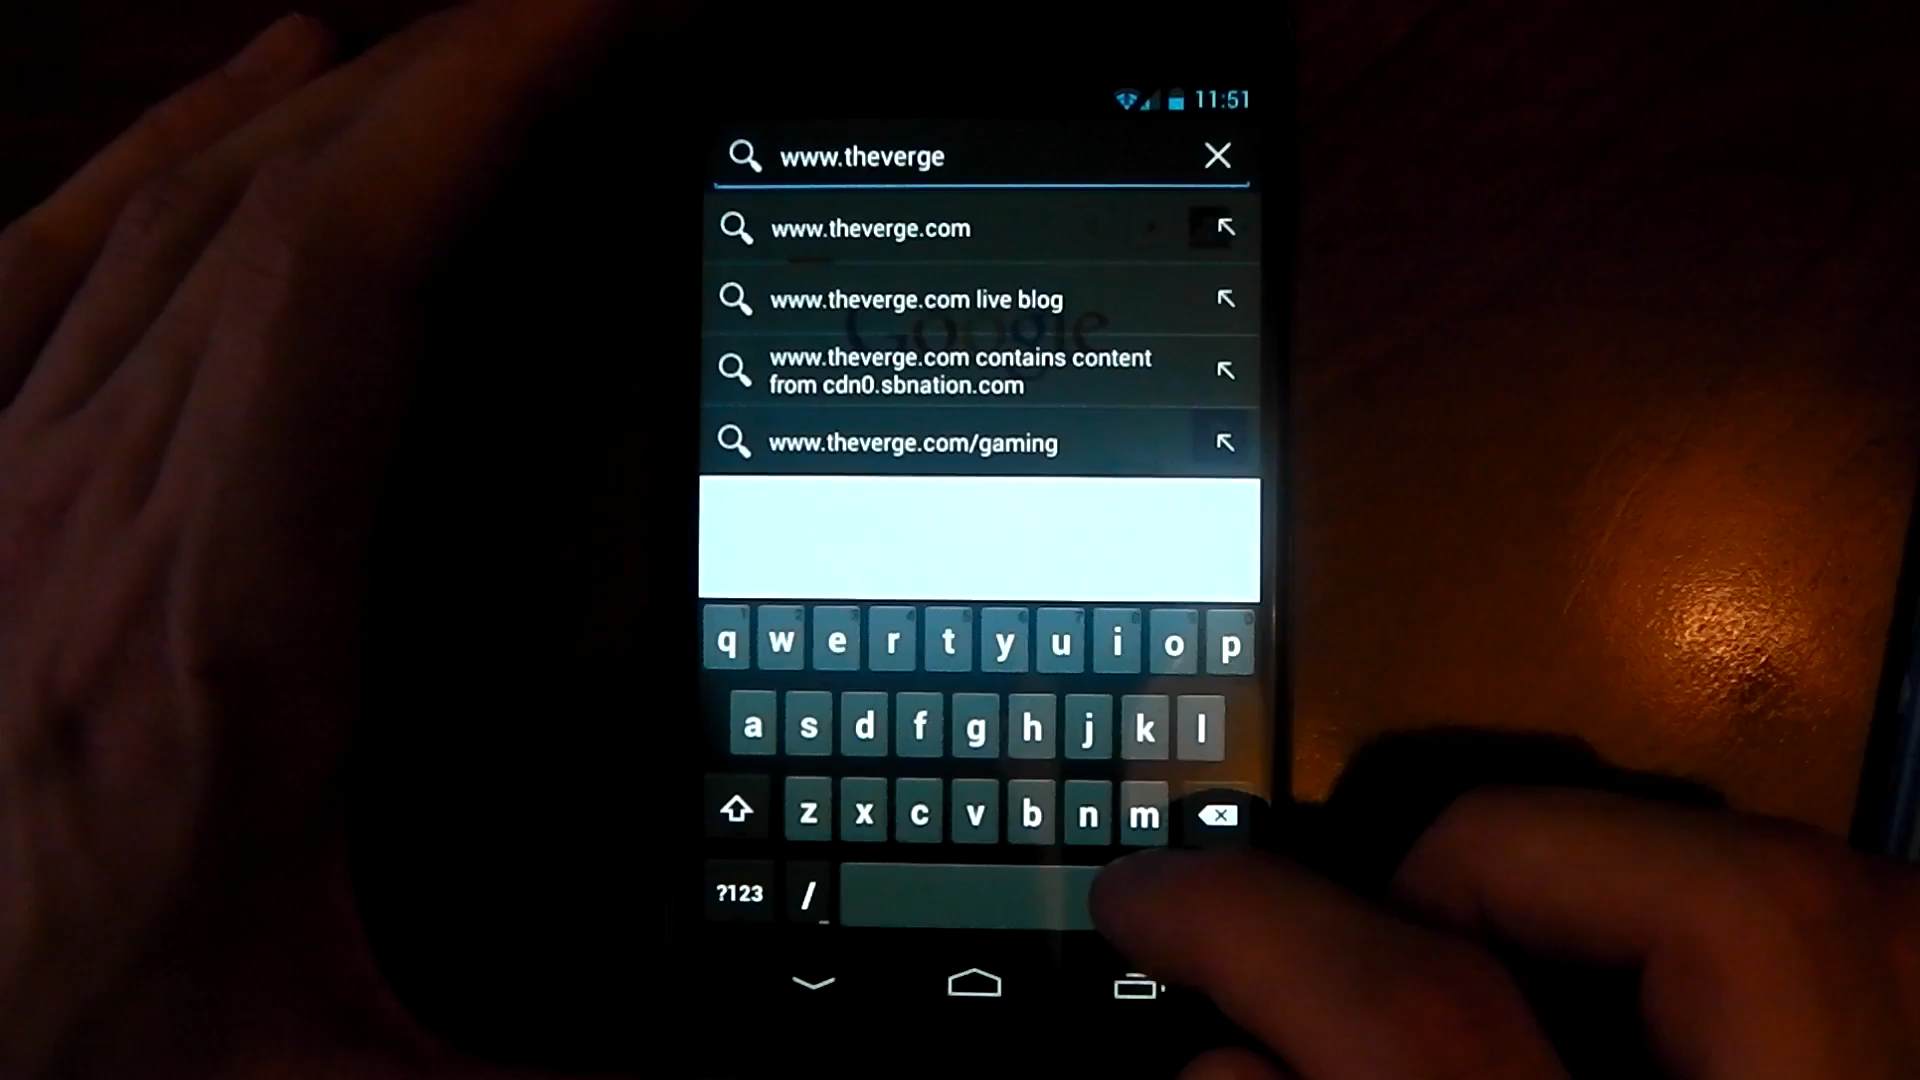 11:51
www.theverge
www.theverge.com
www.theverge.com live blog
Google
www.theverge.com contains content
from cdn0.sbnation.com
www.theverge.com/gaming
q w e r t y u i o p
a s d f g h j k l
z x c v b n m
?123 /